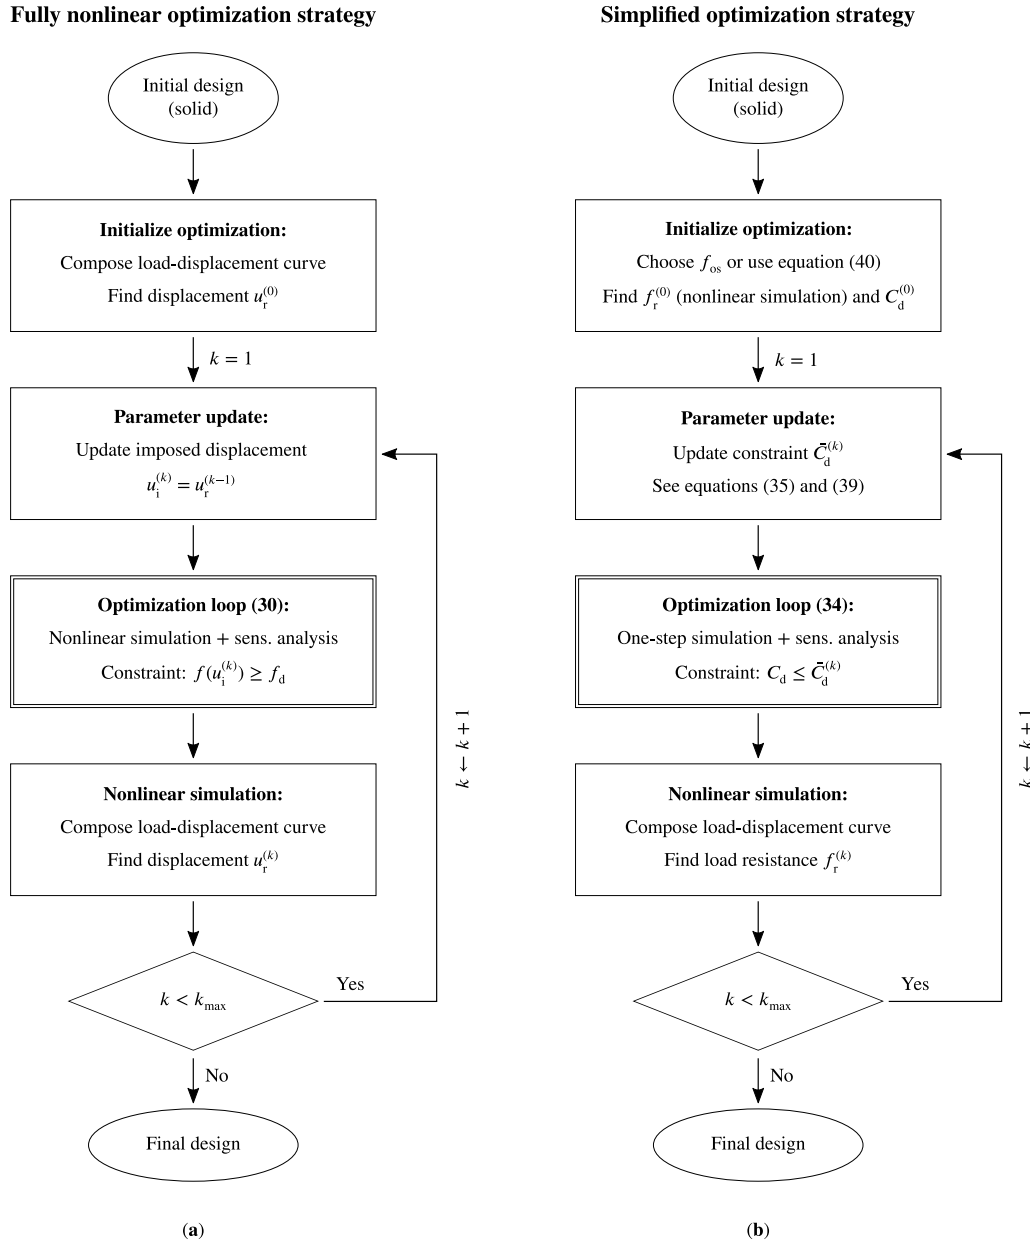 Fully nonlinear optimization strategy
Initial design
(solid)
Initialize optimization:
Compose load-displacement curve
Find displacement u_r^(0)
k = 1
Parameter update:
Update imposed displacement
u_i^(k) = u_r^(k−1)
Optimization loop (30):
Nonlinear simulation + sens. analysis
Constraint: f(u_i^(k)) ≥ f_d
Nonlinear simulation:
Compose load-displacement curve
Find displacement u_r^(k)
k < k_max
Yes
k ← k + 1
No
Final design
(a)
Simplified optimization strategy
Initial design
(solid)
Initialize optimization:
Choose f_os or use equation (40)
Find f_r^(0) (nonlinear simulation) and C_d^(0)
k = 1
Parameter update:
Update constraint C̄_d^(k)
See equations (35) and (39)
Optimization loop (34):
One-step simulation + sens. analysis
Constraint: C_d ≤ C̄_d^(k)
Nonlinear simulation:
Compose load-displacement curve
Find load resistance f_r^(k)
k < k_max
Yes
k ← k + 1
No
Final design
(b)